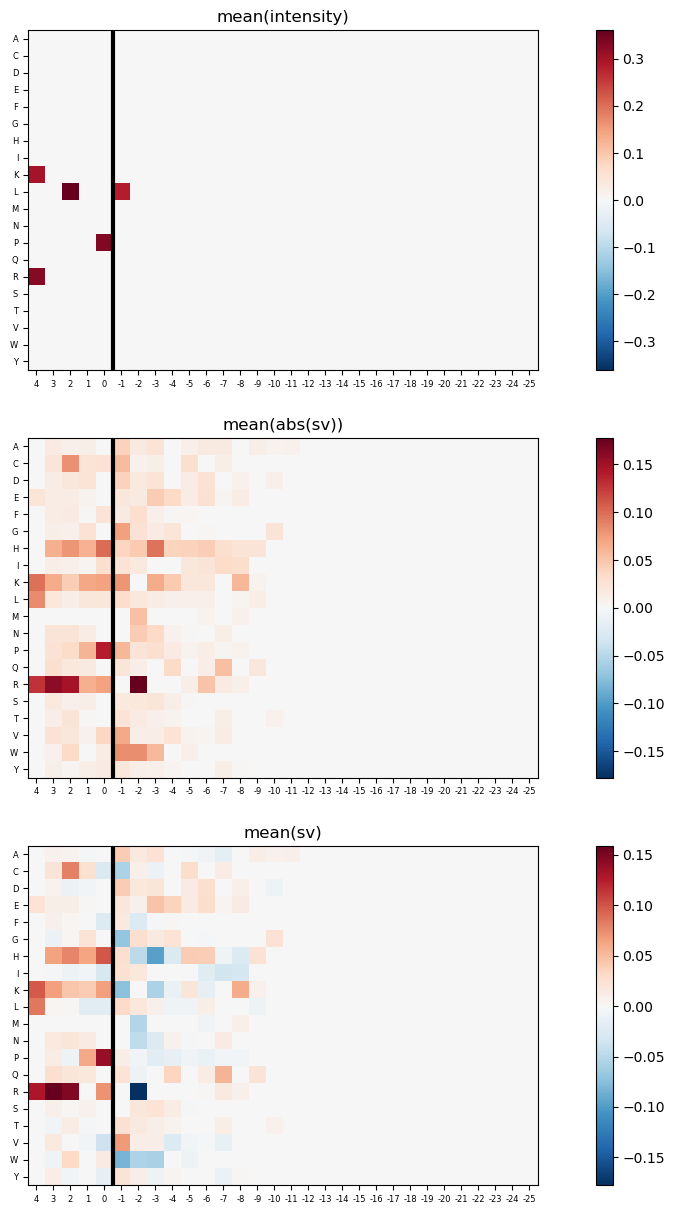 mean(intensity)
A
C
D
E
F
G
H
I
K
L
M
N
P
Q
R
S
T
V
W
Y
4 3 2 1 0 -1 -2 -3 -4 -5 -6 -7 -8 -9 -10 -11 -12 -13 -14 -15 -16 -17 -18 -19 -20 -21 -22 -23 -24 -25
0.3
0.2
0.1
0.0
-0.1
-0.2
-0.3
mean(abs(sv))
A
C
D
E
F
G
H
I
K
L
M
N
P
Q
R
S
T
V
W
Y
4 3 2 1 0 -1 -2 -3 -4 -5 -6 -7 -8 -9 -10 -11 -12 -13 -14 -15 -16 -17 -18 -19 -20 -21 -22 -23 -24 -25
0.15
0.10
0.05
0.00
-0.05
-0.10
-0.15
mean(sv)
A
C
D
E
F
G
H
I
K
L
M
N
P
Q
R
S
T
V
W
Y
4 3 2 1 0 -1 -2 -3 -4 -5 -6 -7 -8 -9 -10 -11 -12 -13 -14 -15 -16 -17 -18 -19 -20 -21 -22 -23 -24 -25
0.15
0.10
0.05
0.00
-0.05
-0.10
-0.15